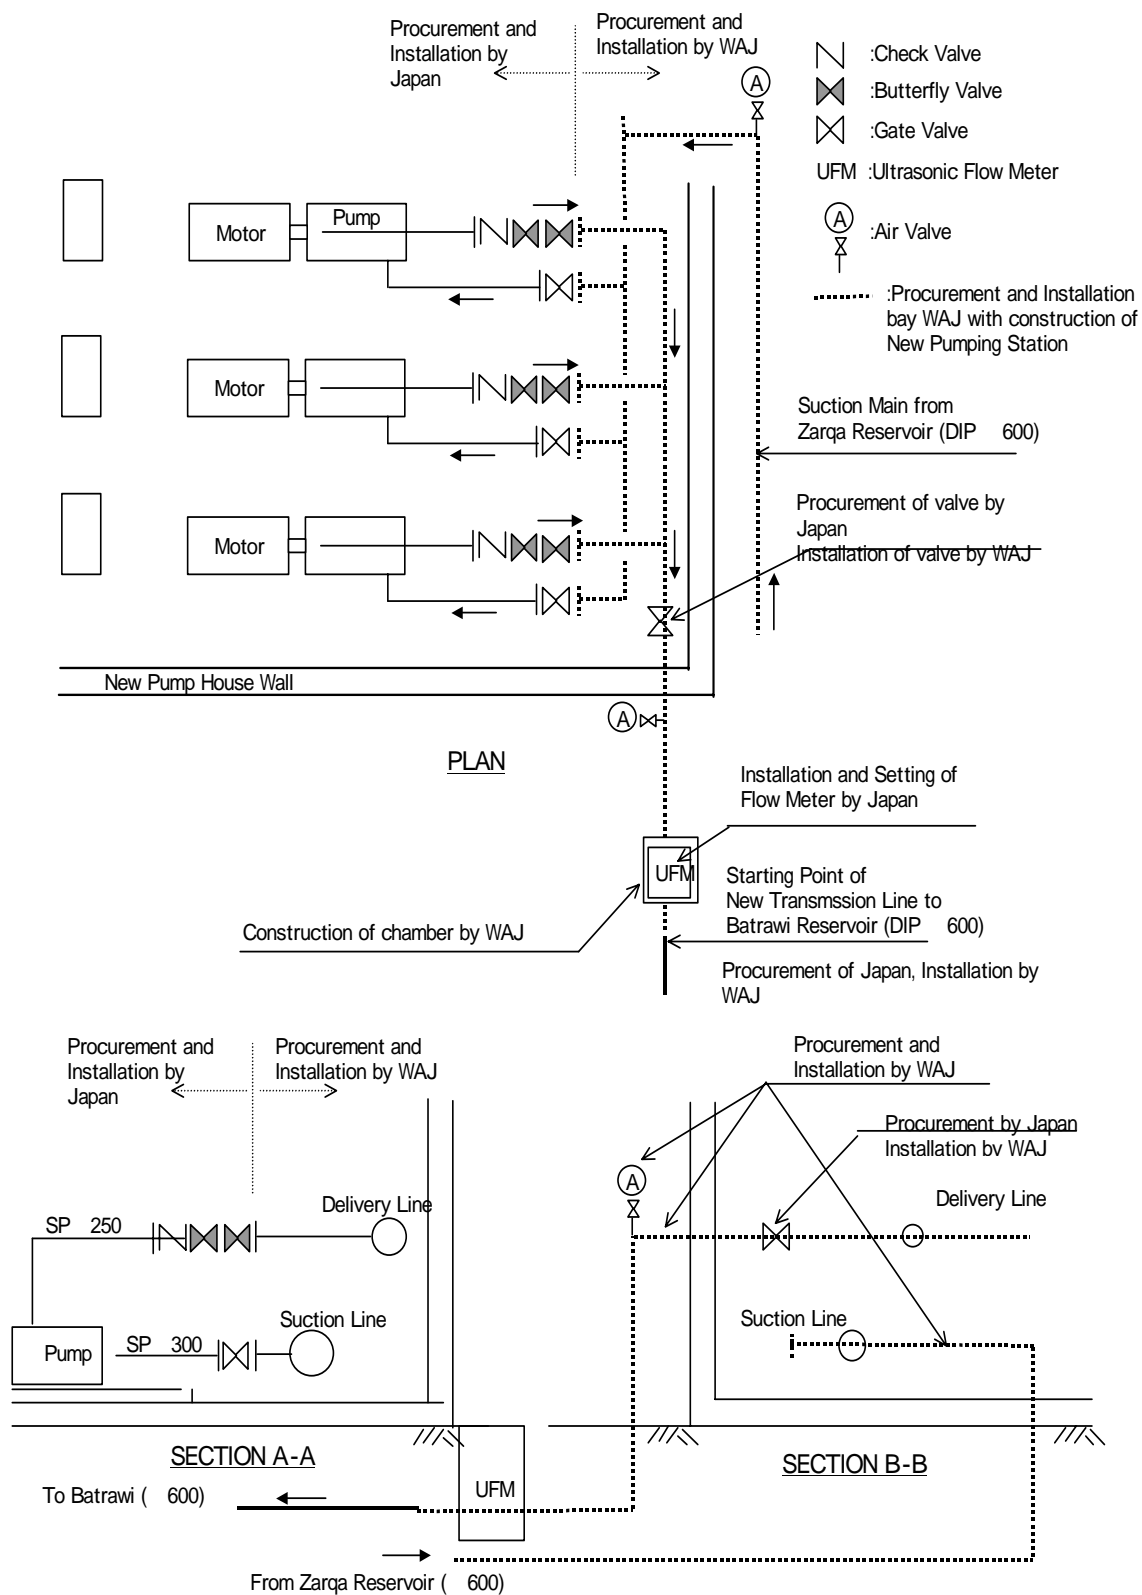 Procurement and
Installation by
Japan
Procurement and
Installation by WAJ
A
:Check Valve
:Butterfly Valve
:Gate Valve
UFM :Ultrasonic Flow Meter
A
:Air Valve
:Procurement and Installation
bay WAJ with construction of
New Pumping Station
Motor
Pump
Motor
Motor
Suction Main from
Zarqa Reservoir (DIP 600)
Procurement of valve by
Japan
Installation of valve by WAJ
New Pump House Wall
A
PLAN
Installation and Setting of
Flow Meter by Japan
UFM
Starting Point of
New Transmssion Line to
Batrawi Reservoir (DIP 600)
Construction of chamber by WAJ
Procurement of Japan, Installation by
WAJ
Procurement and
Installation by
Japan
Procurement and
Installation by WAJ
Procurement and
Installation by WAJ
Procurement by Japan
Installation bv WAJ
A
SP 250
Delivery Line
Delivery Line
Pump
SP 300
Suction Line
Suction Line
SECTION A-A
SECTION B-B
To Batrawi ( 600)
UFM
From Zarqa Reservoir ( 600)